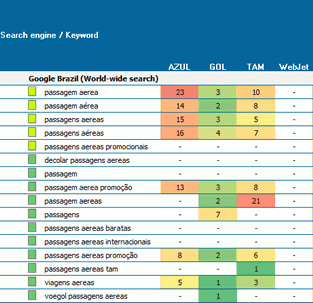 Search engine / Keyword
AZUL GOL TAM WebJet
Google Brazil (World-wide search)
passagem aerea 23 3 10 -
passagem aérea 14 2 8 -
passagens aereas 15 3 5 -
passagens aéreas 16 4 7 -
passagens aereas promocionais - - - -
decolar passagens aereas - - - -
passagem - - - -
passagem aerea promoção 13 3 8 -
passagem aereas - 2 21 -
passagens - 7 - -
passagens aereas baratas - - - -
passagens aereas internacionais - - - -
passagens aereas promoção 8 2 6 -
passagens aereas tam - - 1 -
viagens aereas 5 1 3 -
voegol passagens aereas - 1 - -